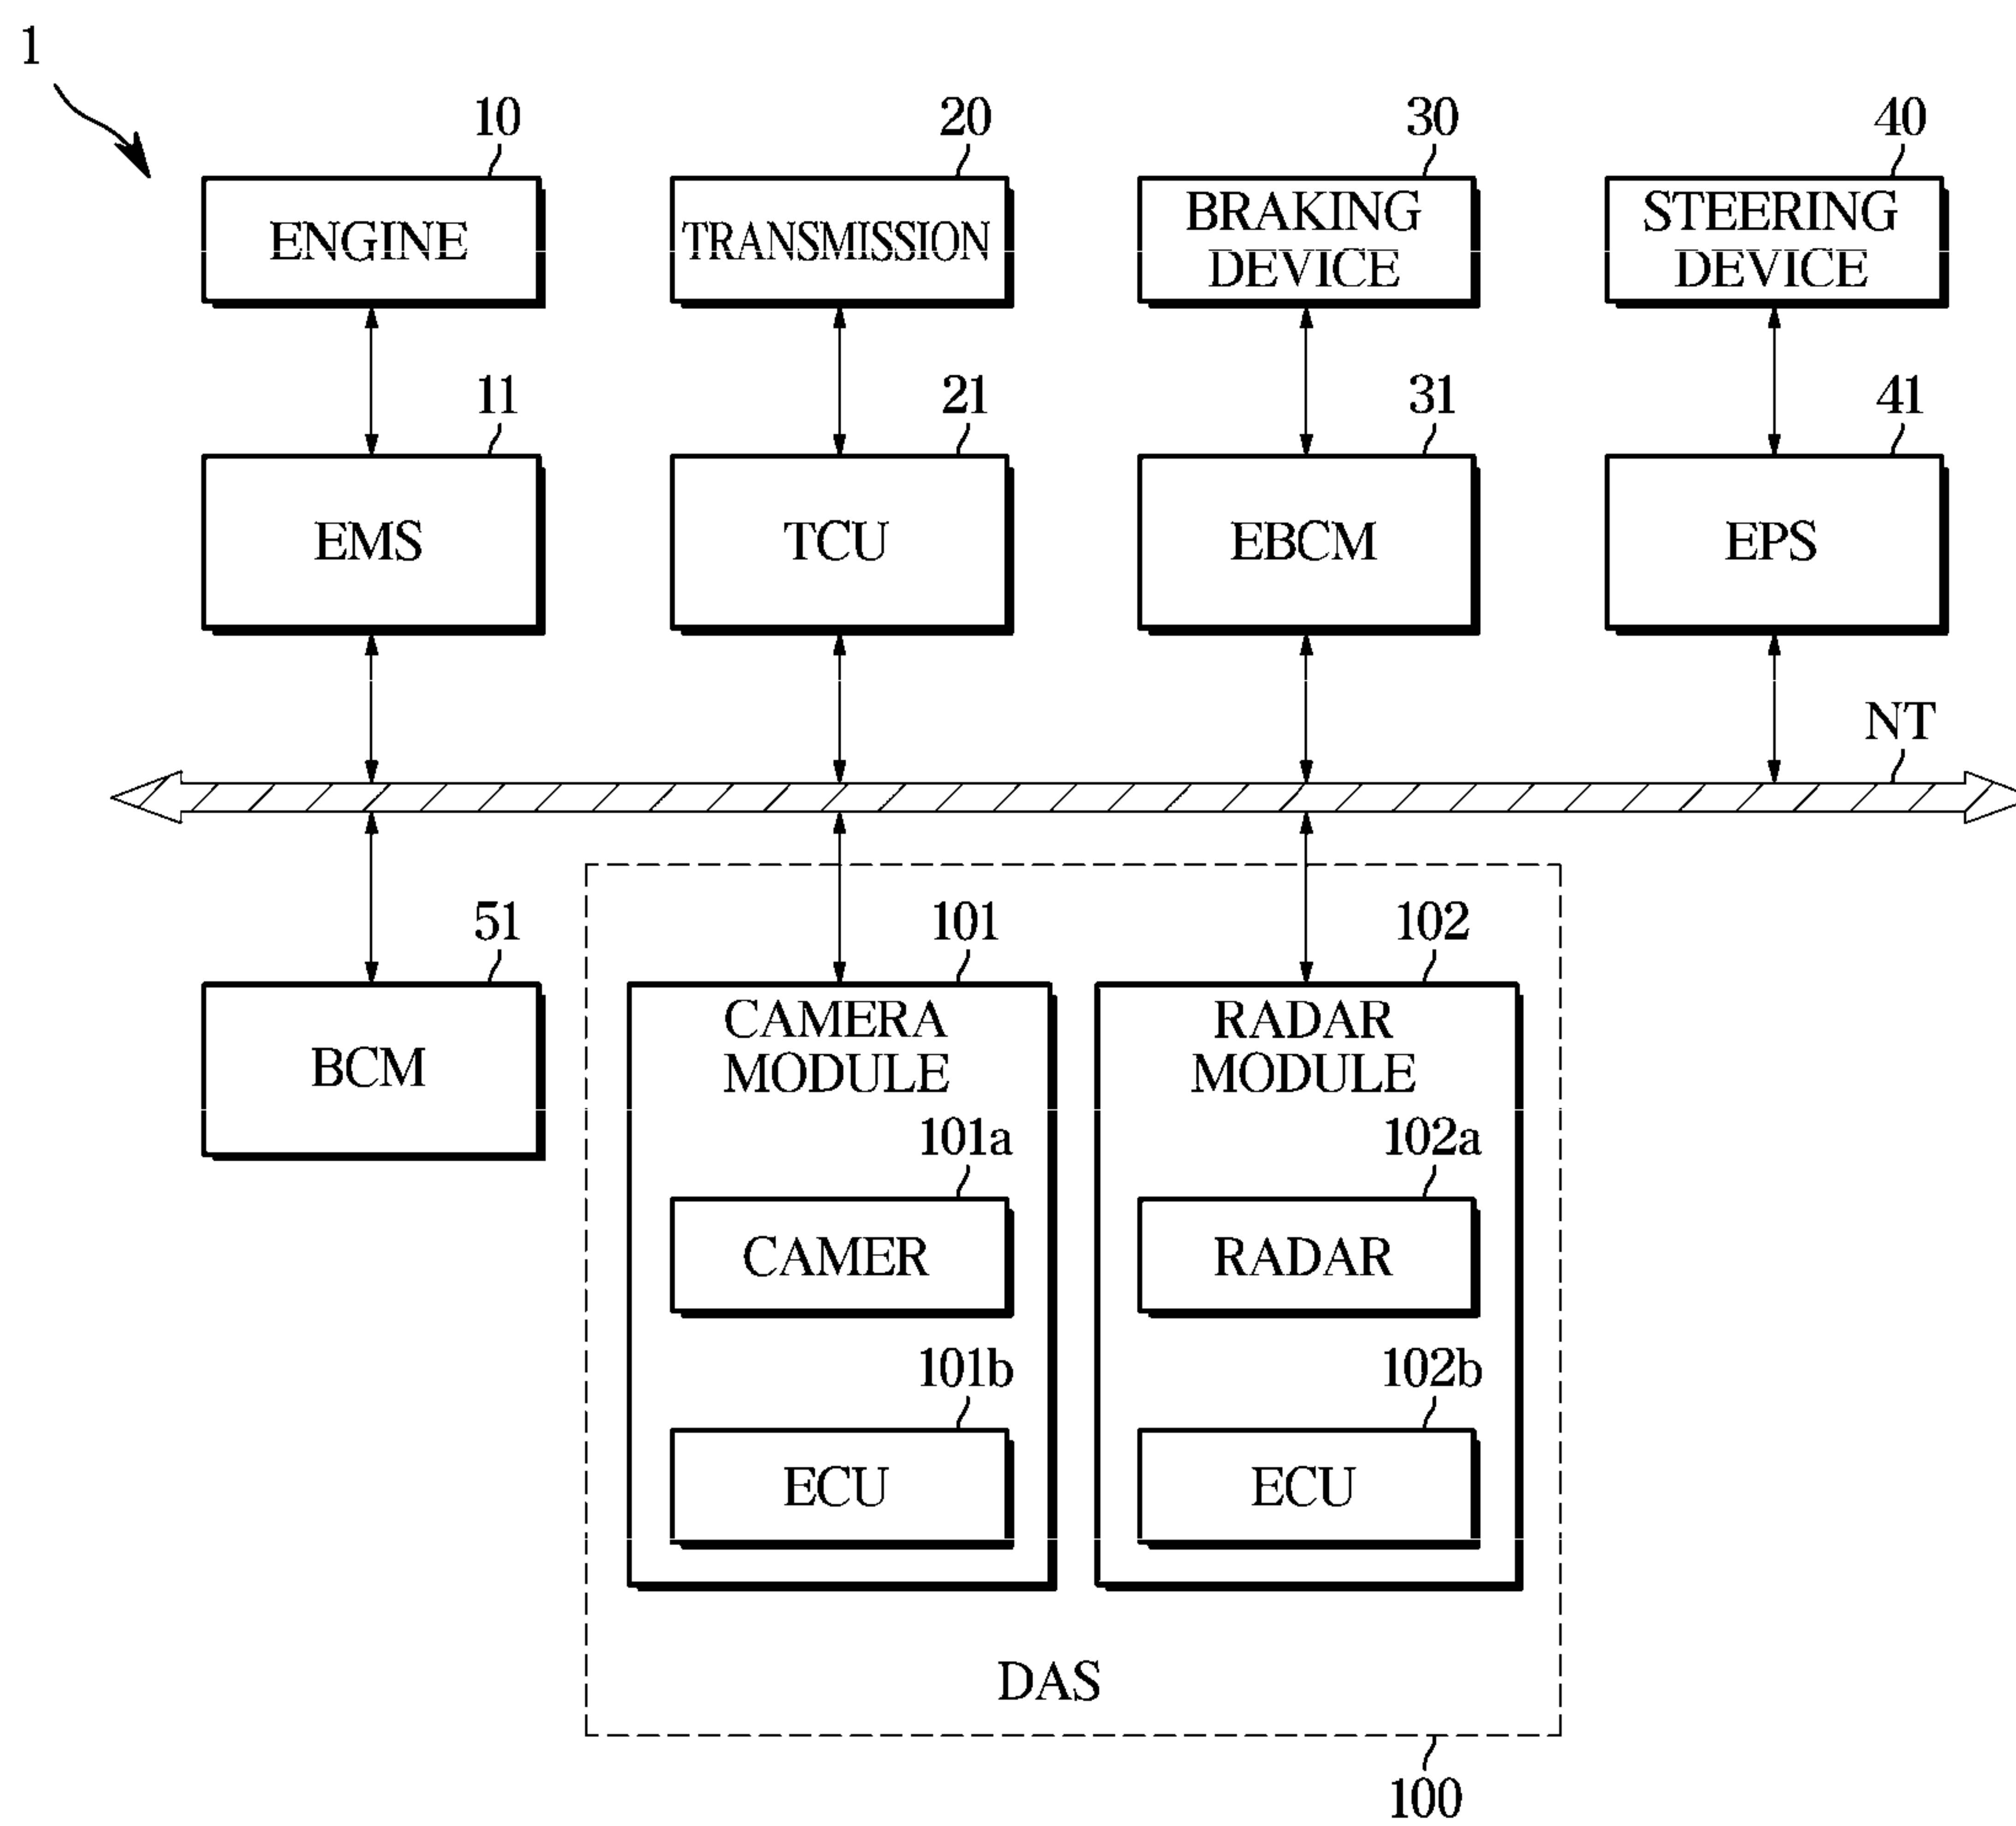 1
10
20
30
40
ENGINE
TRANSMISSION
BRAKING
DEVICE
STEERING
DEVICE
11
21
31
41
EMS
TCU
EBCM
EPS
NT
51
101
102
BCM
CAMERA
MODULE
RADAR
MODULE
101a
102a
CAMER
RADAR
101b
102b
ECU
ECU
DAS
100